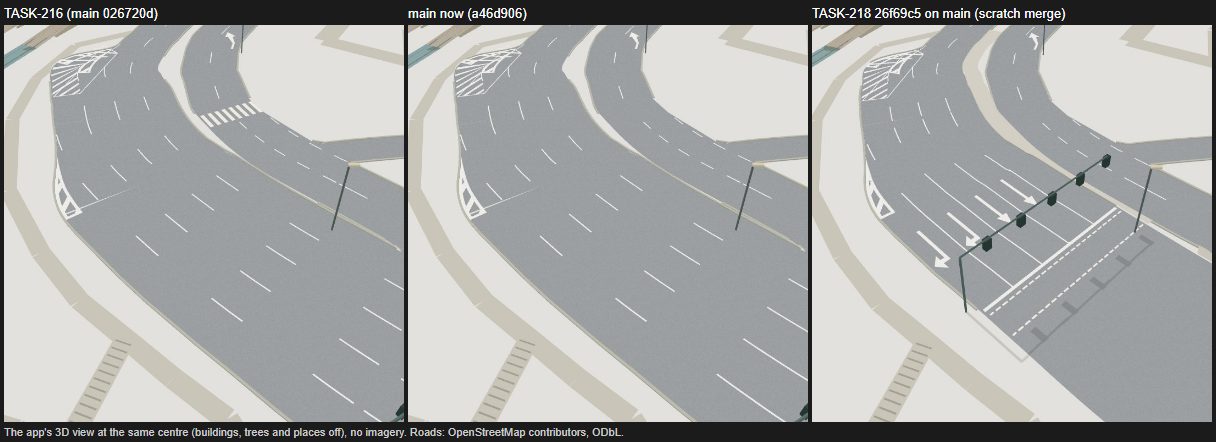 TASK-216 (main 026720d)
main now (a46d906)
TASK-218 26f69c5 on main (scratch merge)
The app's 3D view at the same centre (buildings, trees and places off), no imagery. Roads: OpenStreetMap contributors, ODbL.